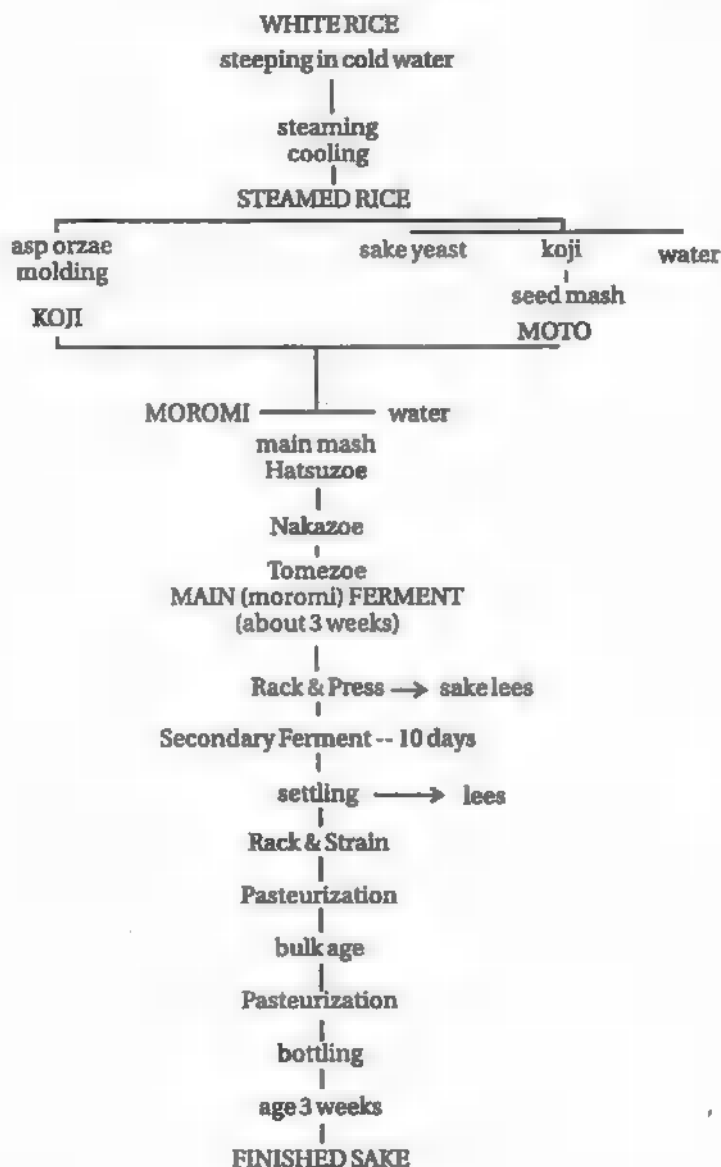 WHITE RICE
steeping in cold water
steaming
cooling
STEAMED RICE
asp orzae
molding
sake yeast
koji
water
seed mash
KOJI
MOTO
MOROMI
water
main mash
Hatsuzoe
Nakazoe
Tomezoe
MAIN (moromi) FERMENT
(about 3 weeks)
Rack & Press → sake lees
Secondary Ferment -- 10 days
settling → lees
Rack & Strain
Pasteurization
bulk age
Pasteurization
bottling
age 3 weeks
FINISHED SAKE